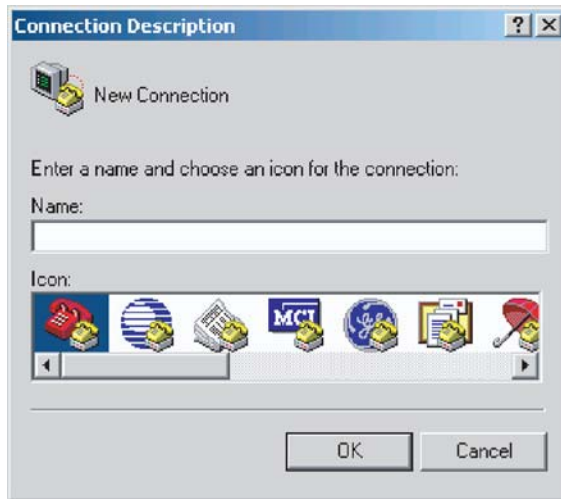 Connection Description
New Connection
Enter a name and choose an icon for the connection:
Name:
Icon:
MCI
OK
Cancel